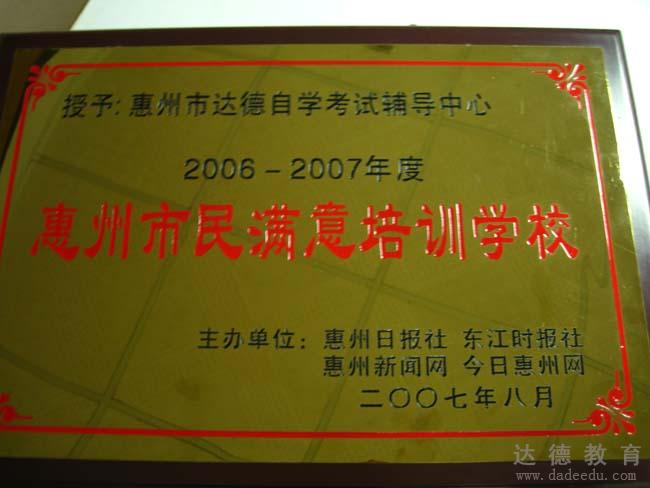 授予:惠州市达德自学考试辅导中心
2006-2007年度
惠州市民满意培训学校
主办单位: 惠州日报社 东江时报社
惠州新闻网 今日惠州网
二〇〇七年八月
达德教育
www.dadeedu.com